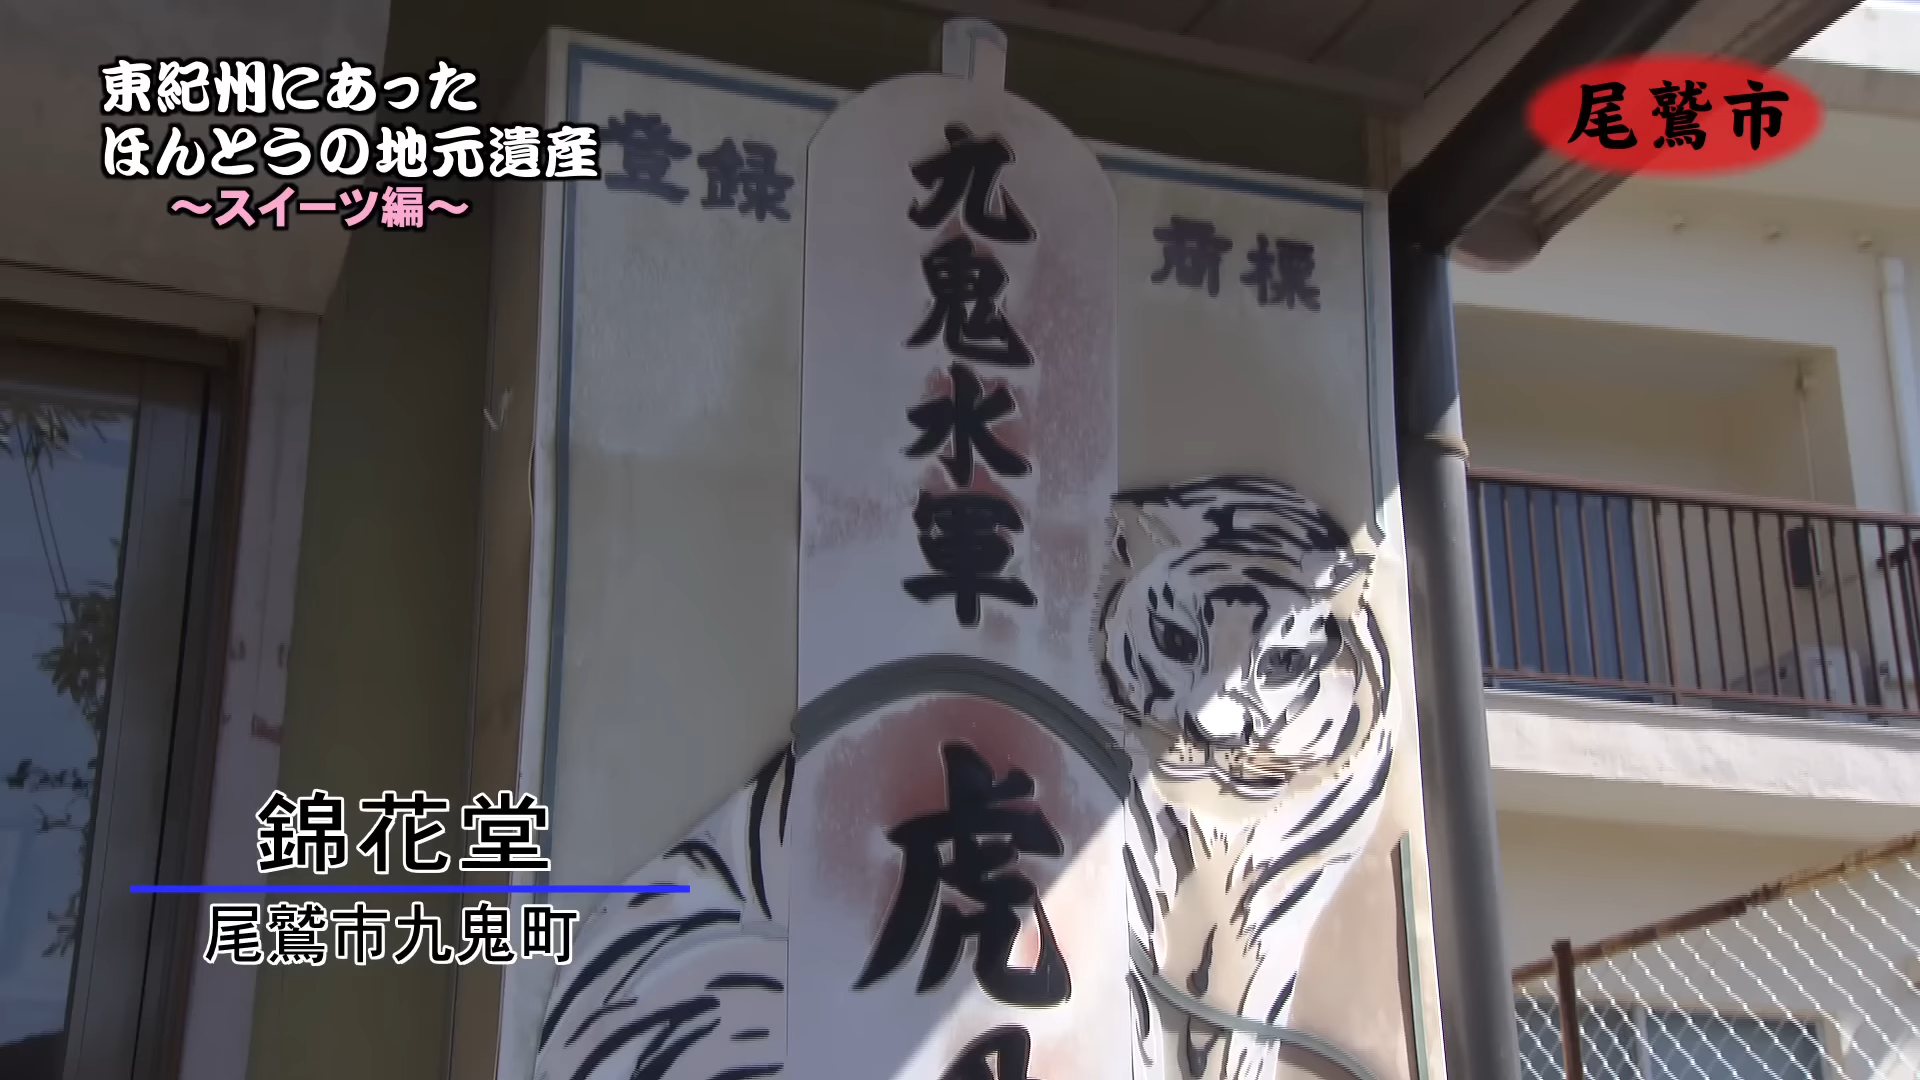 東紀州にあった
ほんとうの地元遺産
～スイーツ編～
尾鷲市
登録
商標
九鬼水軍
虎
錦花堂
尾鷲市九鬼町